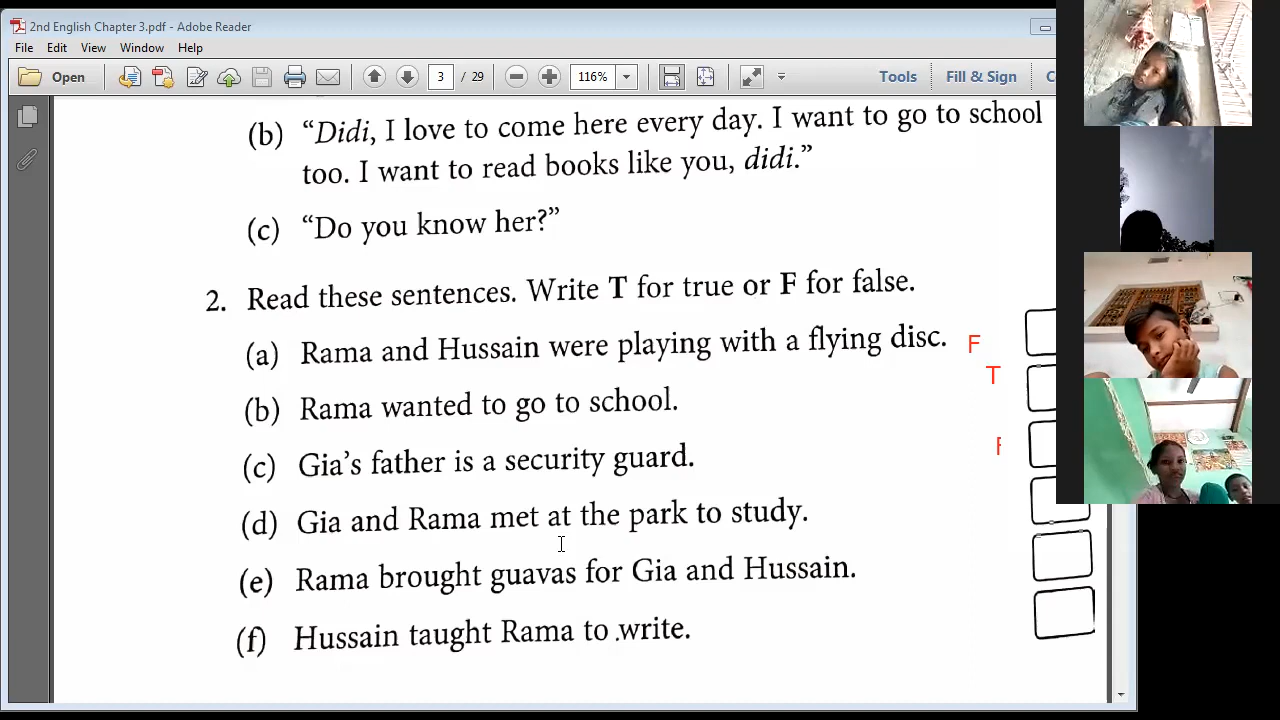 2nd English Chapter 3.pdf - Adobe Reader
File Edit View Window Help
Open 3 / 29 116% Tools Fill & Sign
(b) “Didi, I love to come here every day. I want to go to school
too. I want to read books like you, didi.”
(c) “Do you know her?”
2. Read these sentences. Write T for true or F for false.
(a) Rama and Hussain were playing with a flying disc. F
T
(b) Rama wanted to go to school.
(c) Gia’s father is a security guard. F
(d) Gia and Rama met at the park to study.
(e) Rama brought guavas for Gia and Hussain.
(f) Hussain taught Rama to .write.